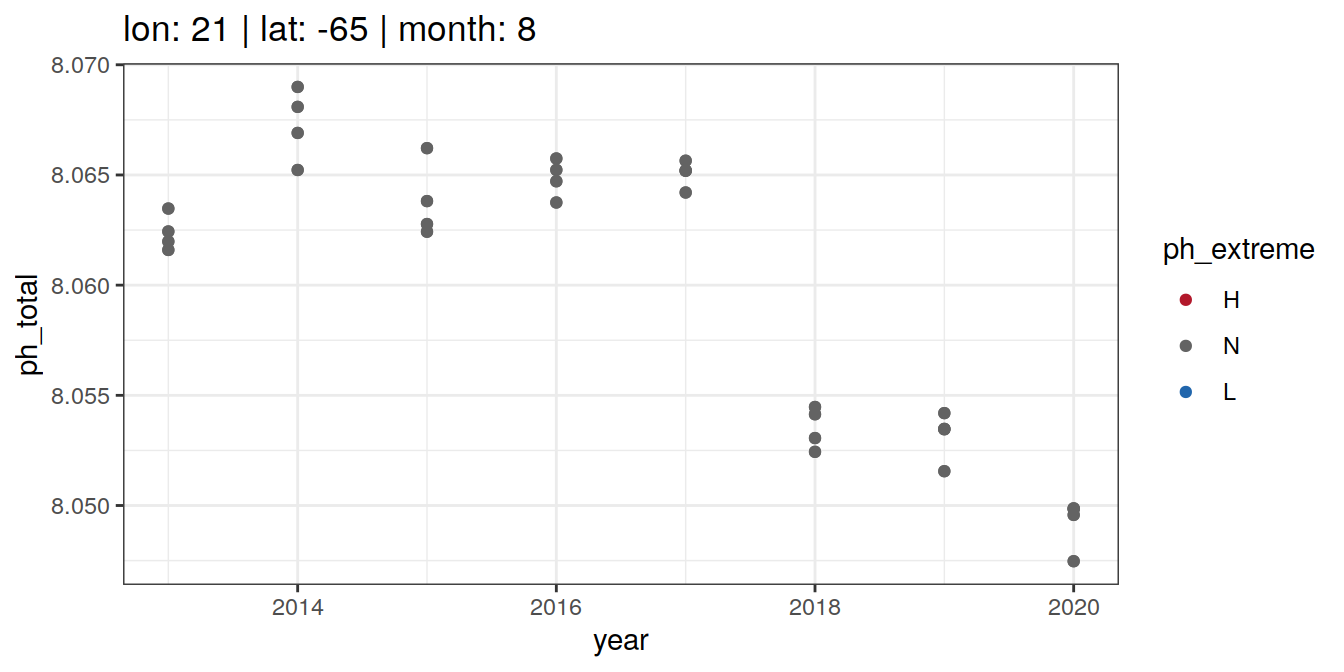 lon: 21 | lat: -65 | month: 8
8.070
8.065
8.060
8.055
8.050
ph_total
2014
2016
2018
2020
year
ph_extreme
H
N
L